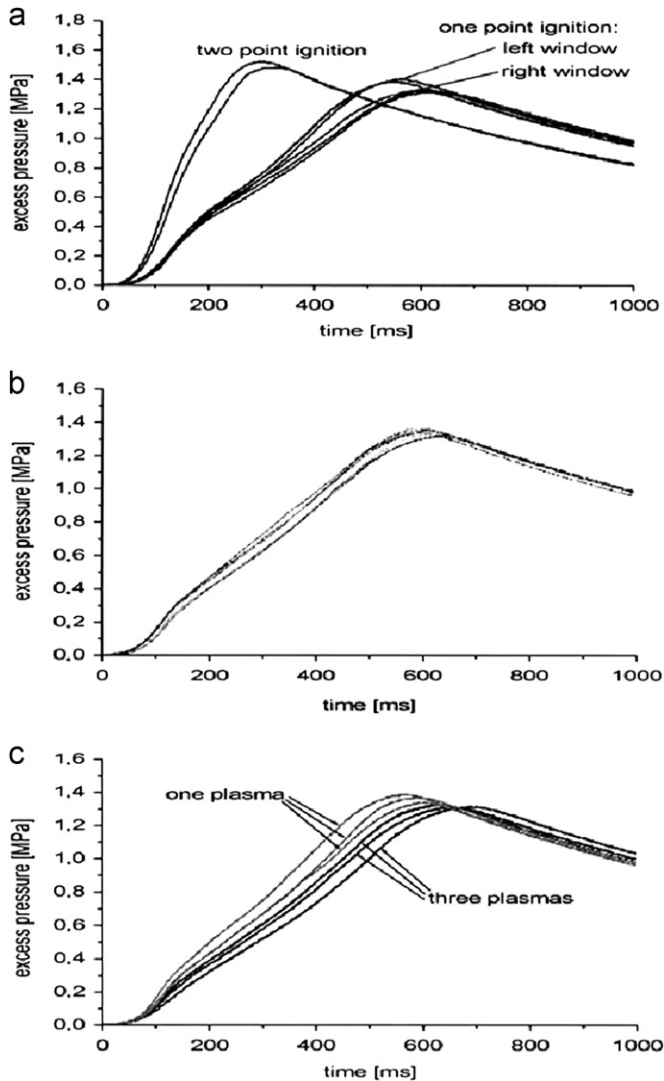 a
1,8
1,6
1,4
1,2
1,0
0,8
0,6
0,4
0,2
0,0
excess pressure [MPa]
two point ignition
one point ignition:
left window
right window
0 200 400 600 800 1000
time [ms]
b
1,6
1,4
1,2
1,0
0,8
0,6
0,4
0,2
0,0
excess pressure [MPa]
0 200 400 600 800 1000
time [ms]
c
1,6
1,4
1,2
1,0
0,8
0,6
0,4
0,2
0,0
excess pressure [MPa]
one plasma
three plasmas
0 200 400 600 800 1000
time [ms]